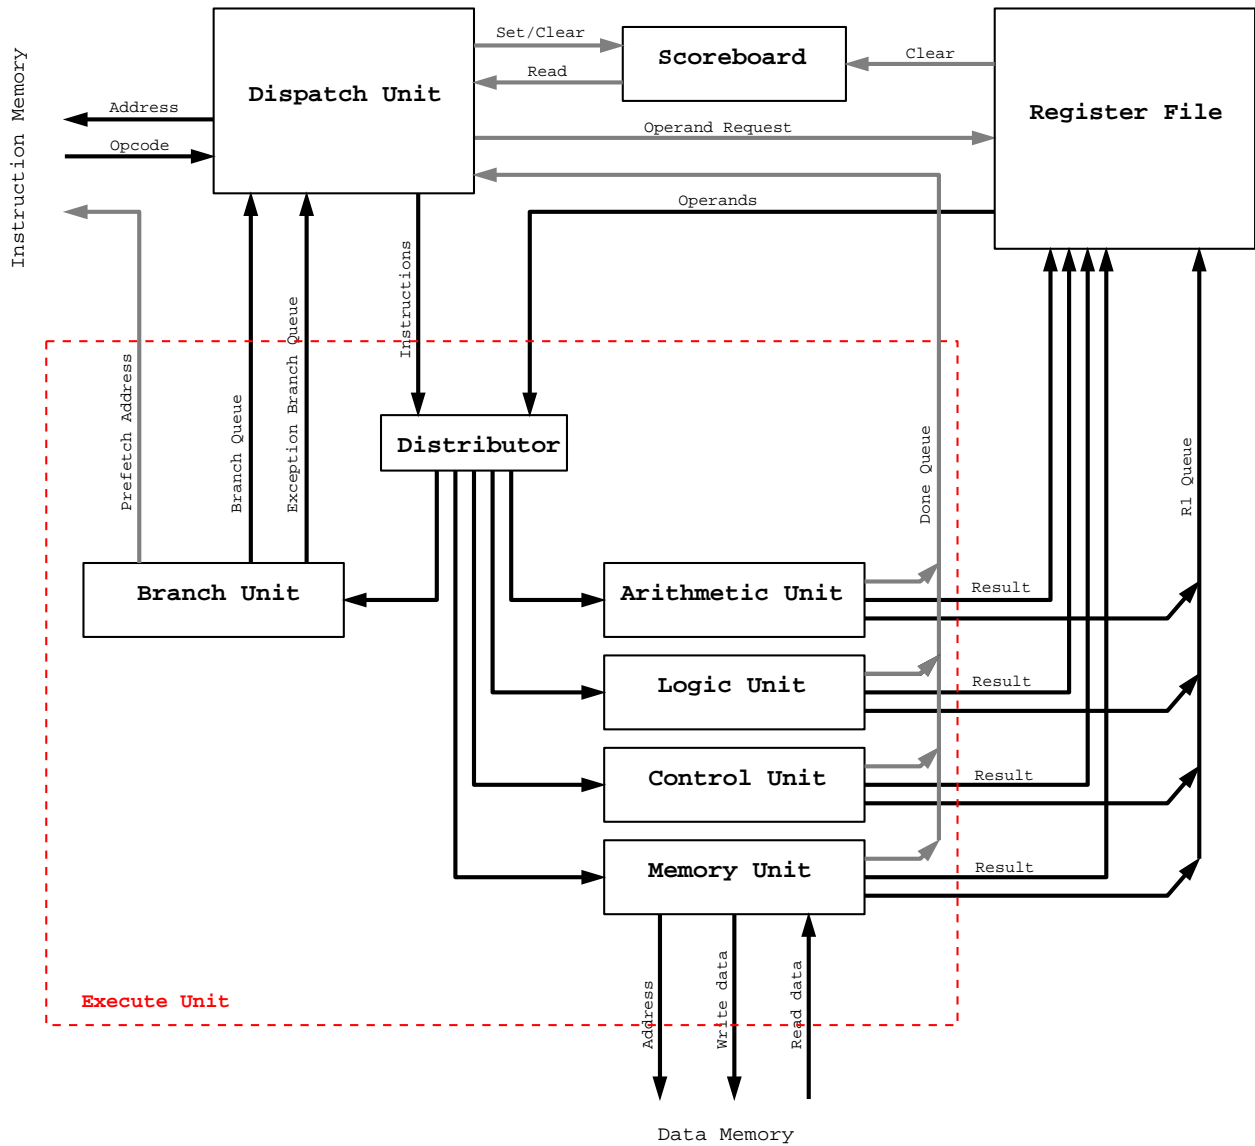 Set/Clear
Scoreboard
Clear
Read
Dispatch Unit
Register File
Instruction Memory
Address
Operand Request
Opcode
Operands
Instructions
Prefetch Address
Branch Queue
Exception Branch Queue
Distributor
Done Queue
R1 Queue
Branch Unit
Arithmetic Unit
Result
Logic Unit
Result
Control Unit
Result
Memory Unit
Result
Execute Unit
Address
Write data
Read data
Data Memory